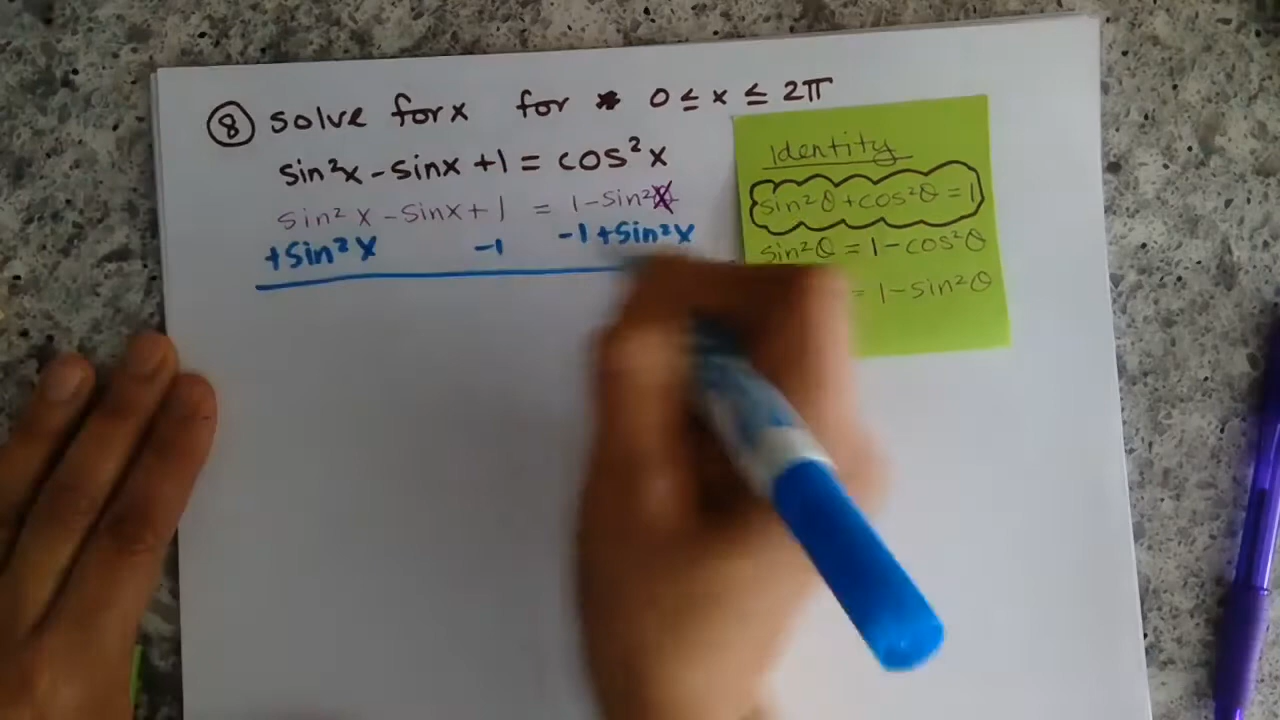 ⑧ solve for x for 0 ≤ x ≤ 2π
sin²x - sinx + 1 = cos²x
sin²x - sinx + 1 = 1 - sin²x
+sin²x -1 -1 +sin²x
Identity
sin²θ + cos²θ = 1
sin²θ = 1 - cos²θ
= 1 - sin²θ